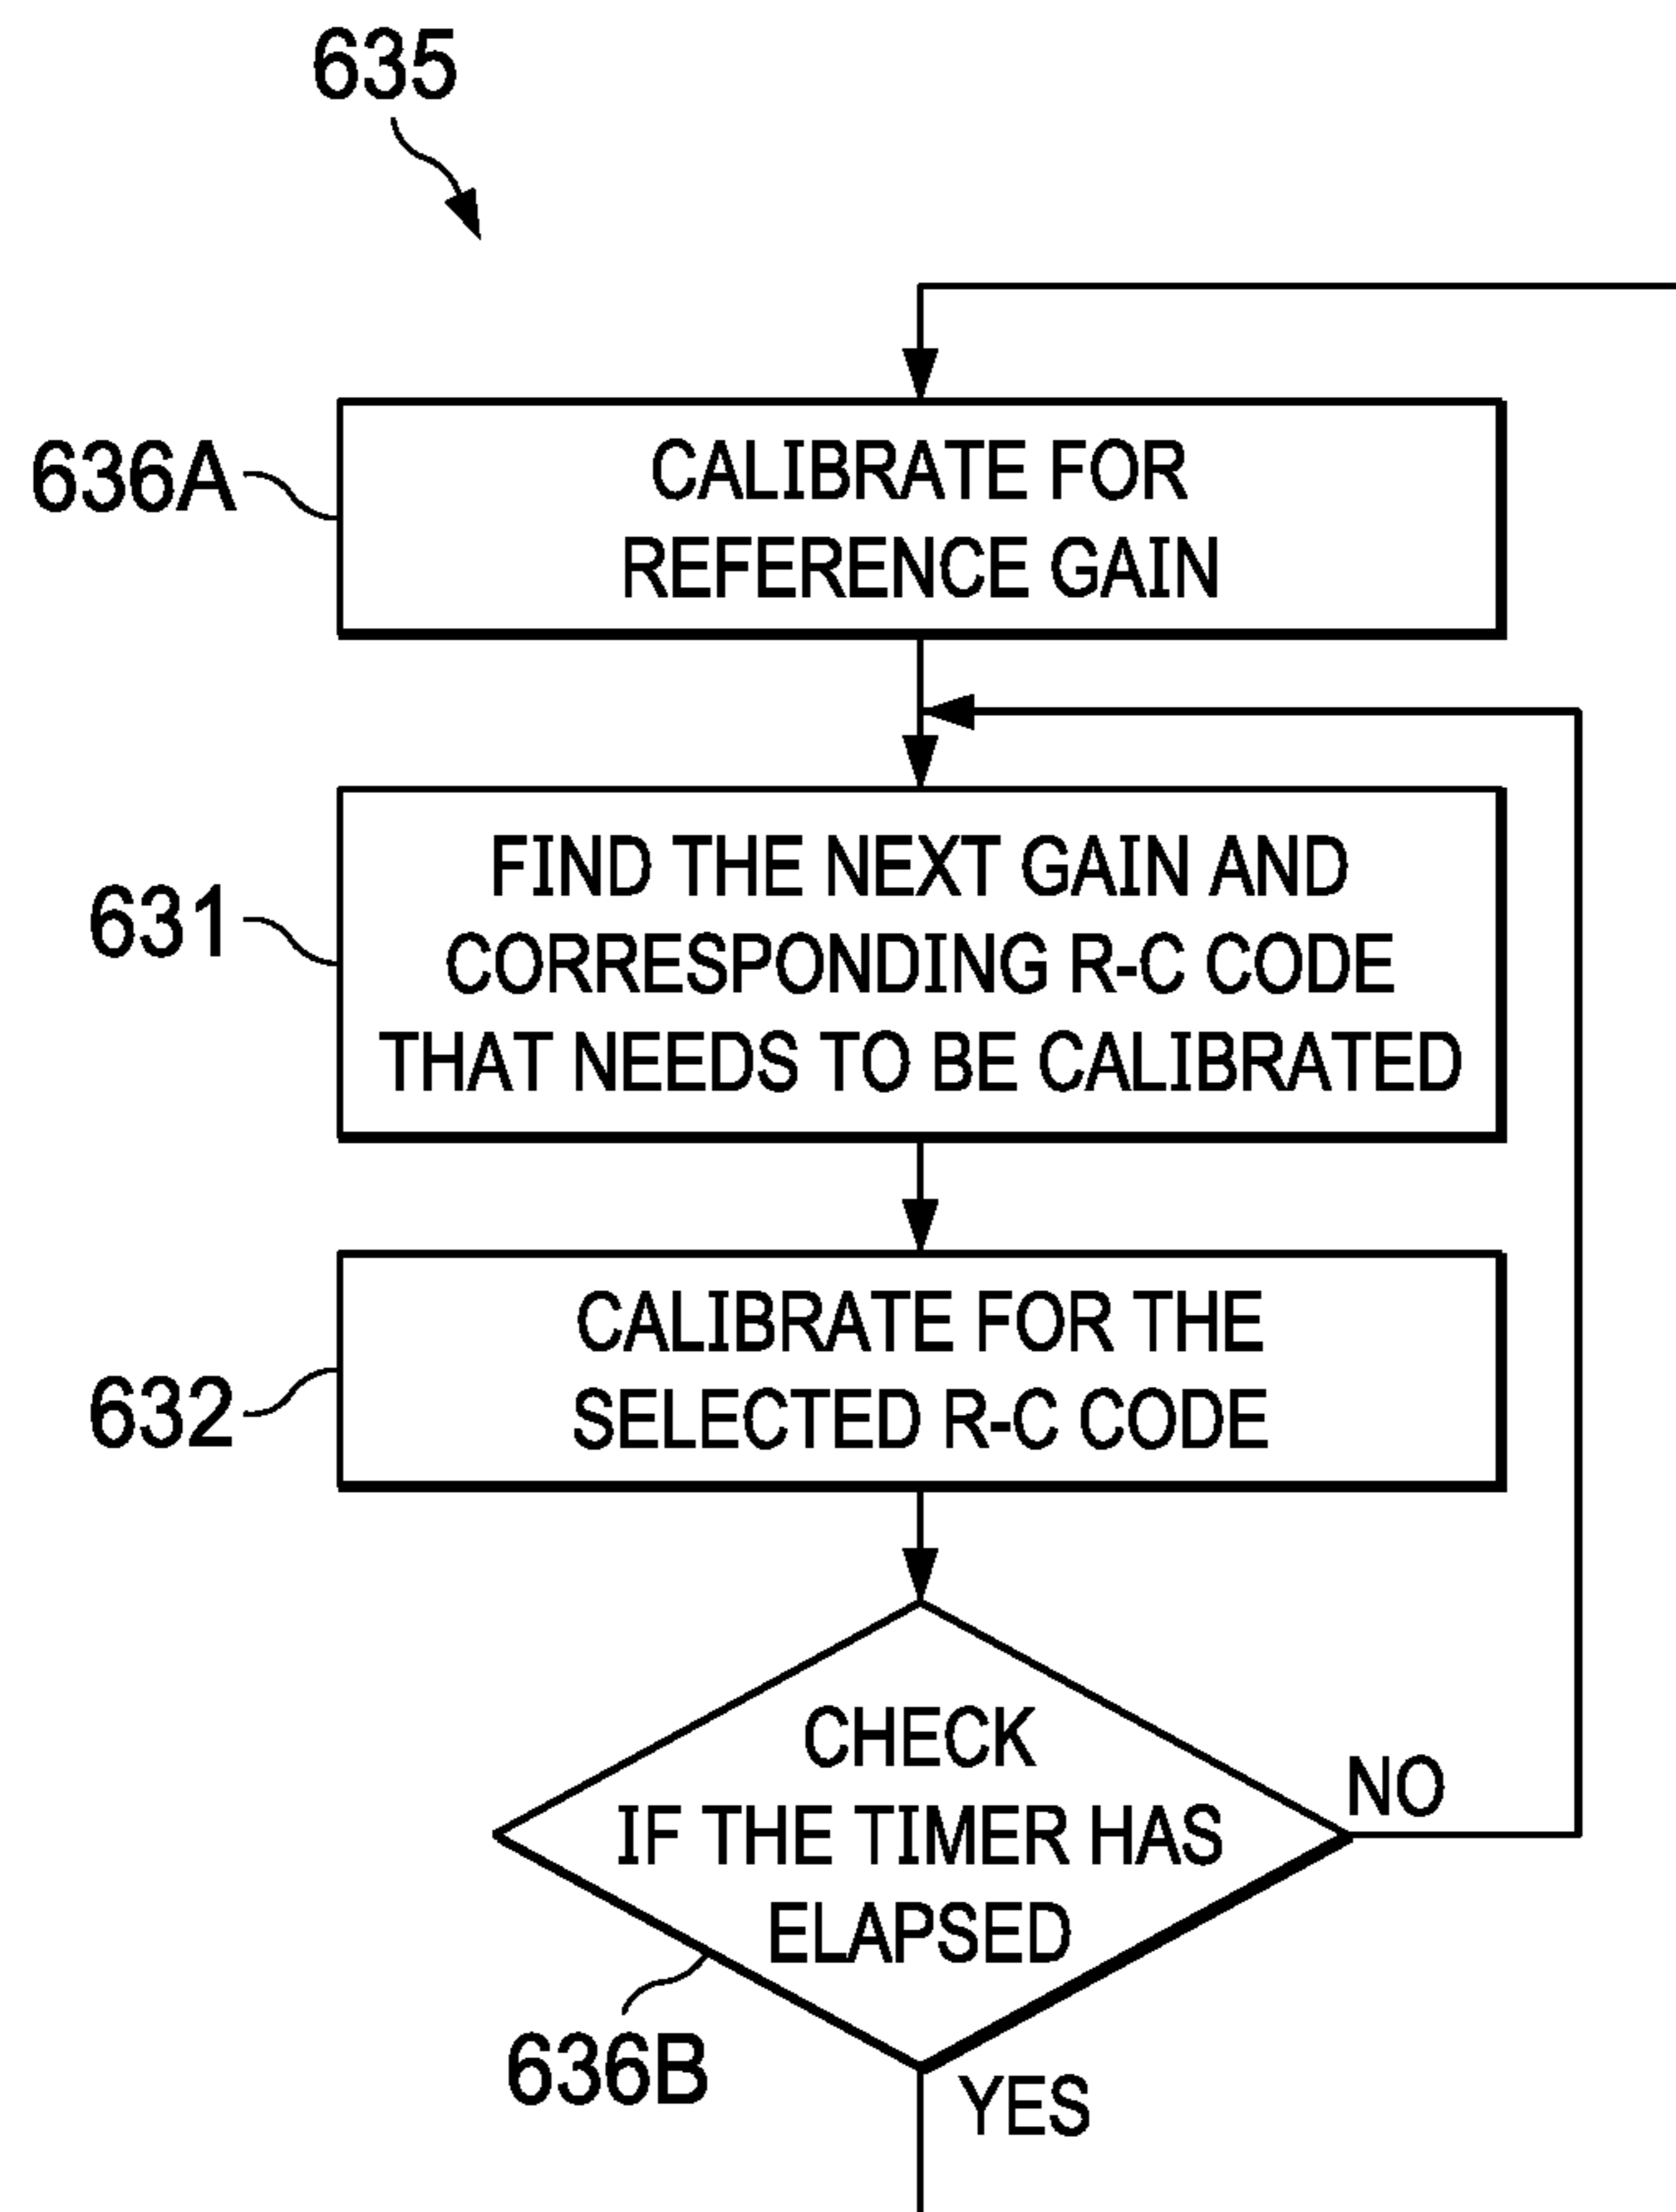 635
636A
CALIBRATE FOR
REFERENCE GAIN
631
FIND THE NEXT GAIN AND
CORRESPONDING R-C CODE
THAT NEEDS TO BE CALIBRATED
632
CALIBRATE FOR THE
SELECTED R-C CODE
CHECK
IF THE TIMER HAS
ELAPSED
NO
636B
YES